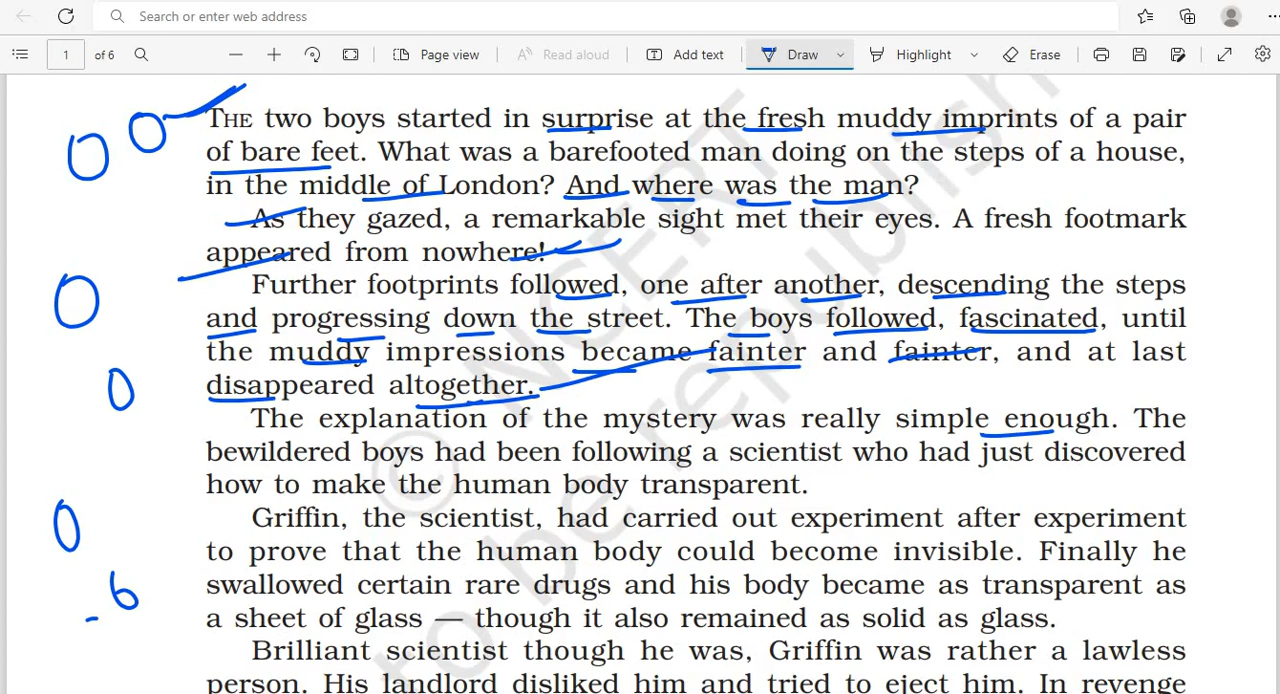 Search or enter web address
1 of 6 Page view Read aloud Add text Draw Highlight Erase
THE two boys started in surprise at the fresh muddy imprints of a pair
of bare feet. What was a barefooted man doing on the steps of a house,
in the middle of London? And where was the man?
As they gazed, a remarkable sight met their eyes. A fresh footmark
appeared from nowhere!
Further footprints followed, one after another, descending the steps
and progressing down the street. The boys followed, fascinated, until
the muddy impressions became fainter and fainter, and at last
disappeared altogether.
The explanation of the mystery was really simple enough. The
bewildered boys had been following a scientist who had just discovered
how to make the human body transparent.
Griffin, the scientist, had carried out experiment after experiment
to prove that the human body could become invisible. Finally he
swallowed certain rare drugs and his body became as transparent as
a sheet of glass — though it also remained as solid as glass.
Brilliant scientist though he was, Griffin was rather a lawless
person. His landlord disliked him and tried to eject him. In revenge
© NCERT
to be republish